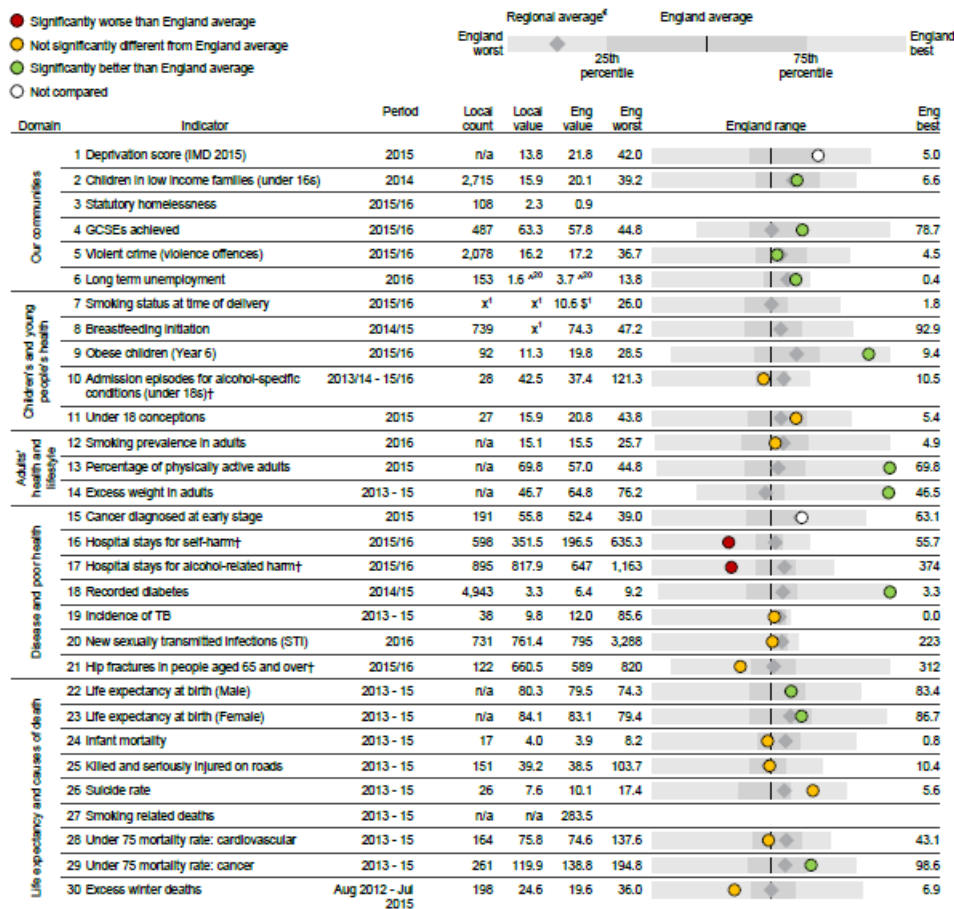 Significantly worse than England average
Not significantly different from England average
Significantly better than England average
Not compared
Regional average€ England average
England worst England best
25th percentile 75th percentile
Domain Indicator Period Local count Local value Eng value Eng worst England range Eng best
Our communities
1 Deprivation score (IMD 2015) 2015 n/a 13.8 21.8 42.0 5.0
2 Children in low income families (under 16s) 2014 2,715 15.9 20.1 39.2 6.6
3 Statutory homelessness 2015/16 108 2.3 0.9
4 GCSEs achieved 2015/16 487 63.3 57.8 44.8 78.7
5 Violent crime (violence offences) 2015/16 2,078 16.2 17.2 36.7 4.5
6 Long term unemployment 2016 153 1.6 ^20 3.7 ^20 13.8 0.4
Children's and young people's health
7 Smoking status at time of delivery 2015/16 x1 x1 10.6 $1 26.0 1.8
8 Breastfeeding initiation 2014/15 739 x1 74.3 47.2 92.9
9 Obese children (Year 6) 2015/16 92 11.3 19.8 28.5 9.4
10 Admission episodes for alcohol-specific conditions (under 18s)† 2013/14 - 15/16 28 42.5 37.4 121.3 10.5
11 Under 18 conceptions 2015 27 15.9 20.8 43.8 5.4
Adults' health and lifestyle
12 Smoking prevalence in adults 2016 n/a 15.1 15.5 25.7 4.9
13 Percentage of physically active adults 2015 n/a 69.8 57.0 44.8 69.8
14 Excess weight in adults 2013 - 15 n/a 46.7 64.8 76.2 46.5
Disease and poor health
15 Cancer diagnosed at early stage 2015 191 55.8 52.4 39.0 63.1
16 Hospital stays for self-harm† 2015/16 598 351.5 196.5 635.3 55.7
17 Hospital stays for alcohol-related harm† 2015/16 895 817.9 647 1,163 374
18 Recorded diabetes 2014/15 4,943 3.3 6.4 9.2 3.3
19 Incidence of TB 2013 - 15 38 9.8 12.0 85.6 0.0
20 New sexually transmitted infections (STI) 2016 731 761.4 795 3,288 223
21 Hip fractures in people aged 65 and over† 2015/16 122 660.5 589 820 312
Life expectancy and causes of death
22 Life expectancy at birth (Male) 2013 - 15 n/a 80.3 79.5 74.3 83.4
23 Life expectancy at birth (Female) 2013 - 15 n/a 84.1 83.1 79.4 86.7
24 Infant mortality 2013 - 15 17 4.0 3.9 8.2 0.8
25 Killed and seriously injured on roads 2013 - 15 151 39.2 38.5 103.7 10.4
26 Suicide rate 2013 - 15 26 7.6 10.1 17.4 5.6
27 Smoking related deaths 2013 - 15 n/a n/a 283.5
28 Under 75 mortality rate: cardiovascular 2013 - 15 164 75.8 74.6 137.6 43.1
29 Under 75 mortality rate: cancer 2013 - 15 261 119.9 138.8 194.8 98.6
30 Excess winter deaths Aug 2012 - Jul 2015 198 24.6 19.6 36.0 6.9